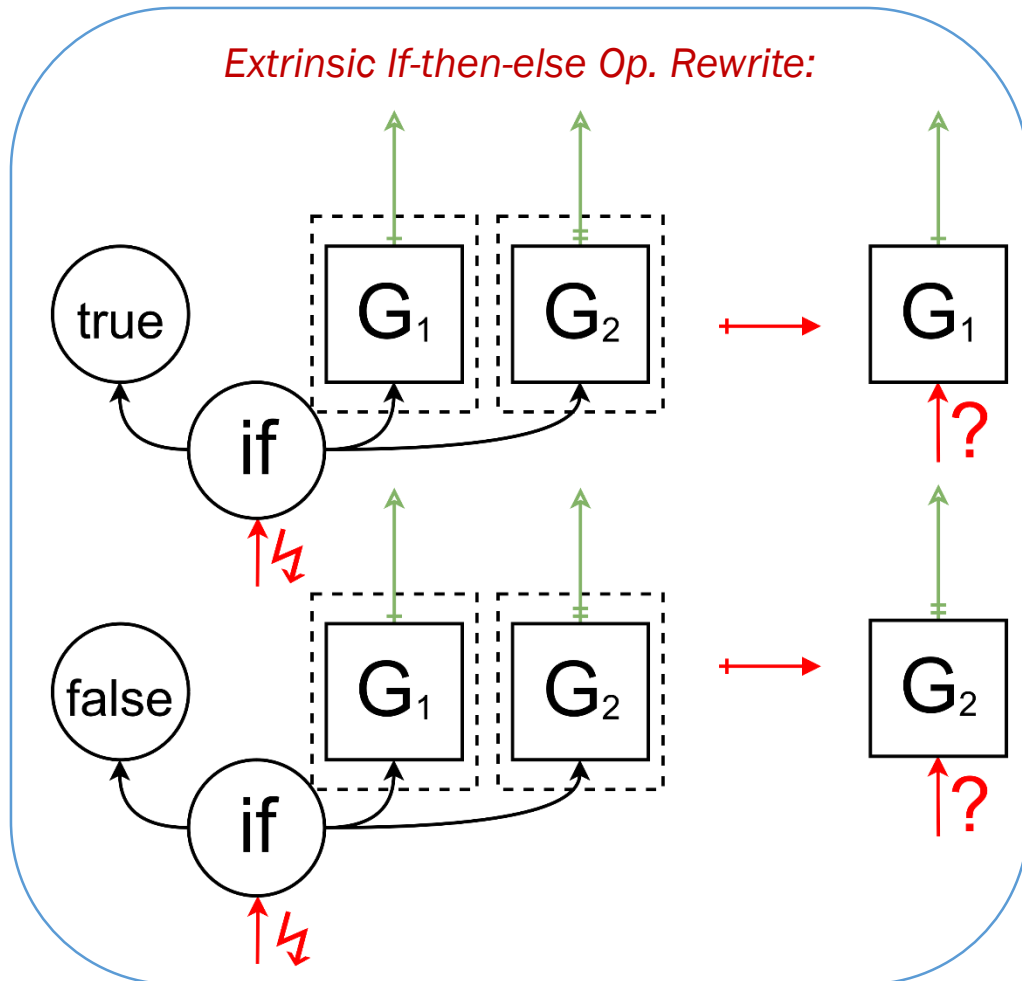 Extrinsic If-then-else Op. Rewrite:
true
G₁
G₂
G₁
if
?
false
G₁
G₂
G₂
if
?